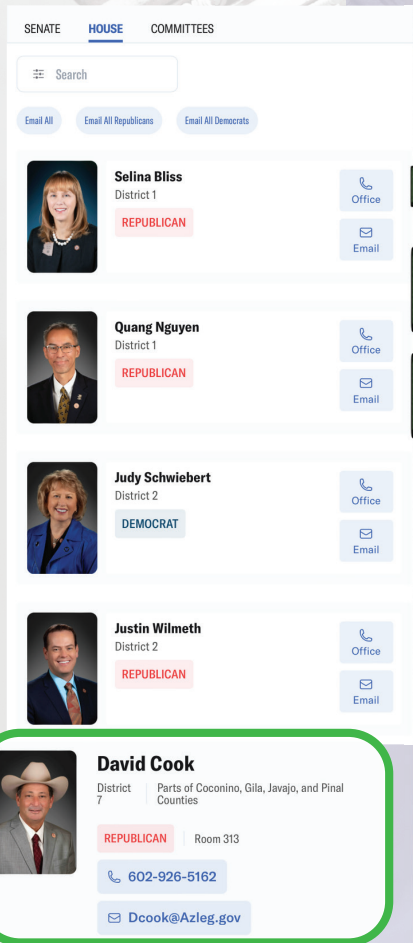 SENATE HOUSE COMMITTEES
Search
Email All Email All Republicans Email All Democrats
Selina Bliss
District 1
REPUBLICAN
Office
Email
Quang Nguyen
District 1
REPUBLICAN
Office
Email
Judy Schwiebert
District 2
DEMOCRAT
Office
Email
Justin Wilmeth
District 2
REPUBLICAN
Office
Email
David Cook
District Parts of Coconino, Gila, Javajo, and Pinal
7 Counties
REPUBLICAN Room 313
602-926-5162
Dcook@Azleg.gov